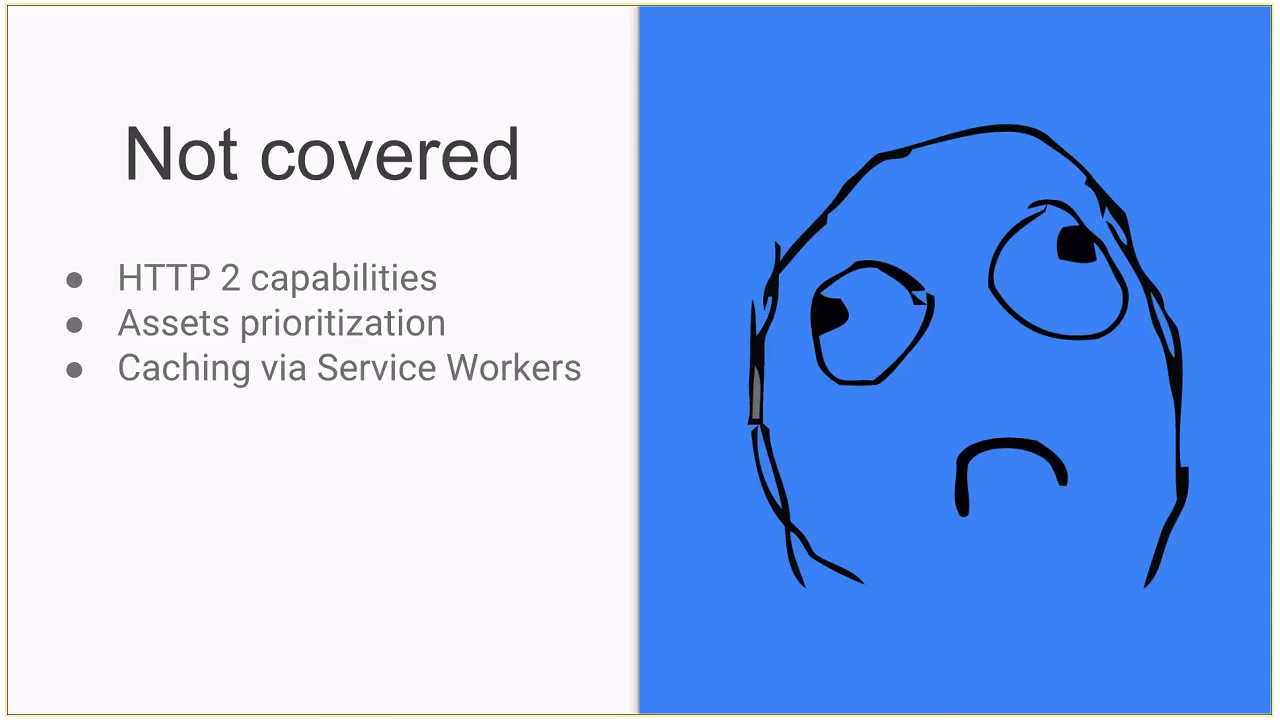 Not covered
● HTTP 2 capabilities
● Assets prioritization
● Caching via Service Workers